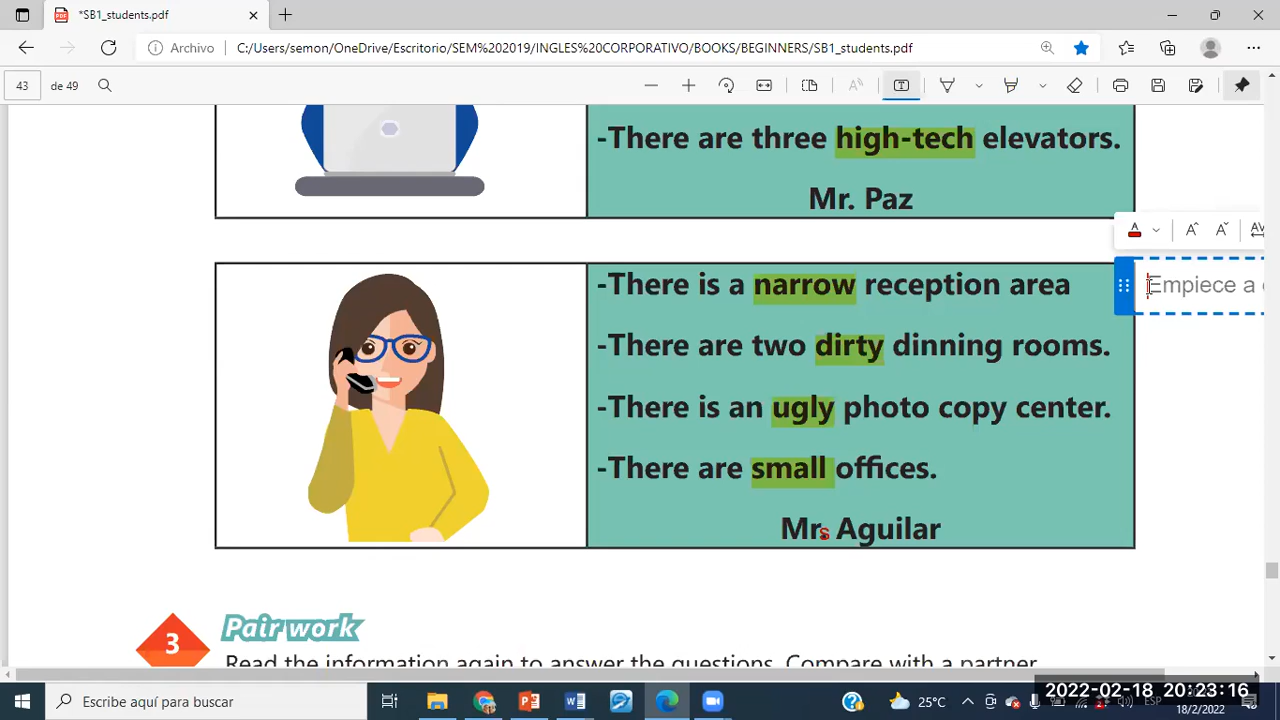 *SB1_students.pdf
Archivo
C:/Users/semon/OneDrive/Escritorio/SEM%202019/INGLES%20CORPORATIVO/BOOKS/BEGINNERS/SB1_students.pdf
43 de 49
-There are three high-tech elevators.
Mr. Paz
Empiece a
-There is a narrow reception area
-There are two dirty dinning rooms.
-There is an ugly photo copy center.
-There are small offices.
Mrs Aguilar
3 Pair work
Read the information again to answer the questions. Compare with a partner
Escribe aquí para buscar
25°C
ESP
2022-02-18 20:23:16
18/2/2022